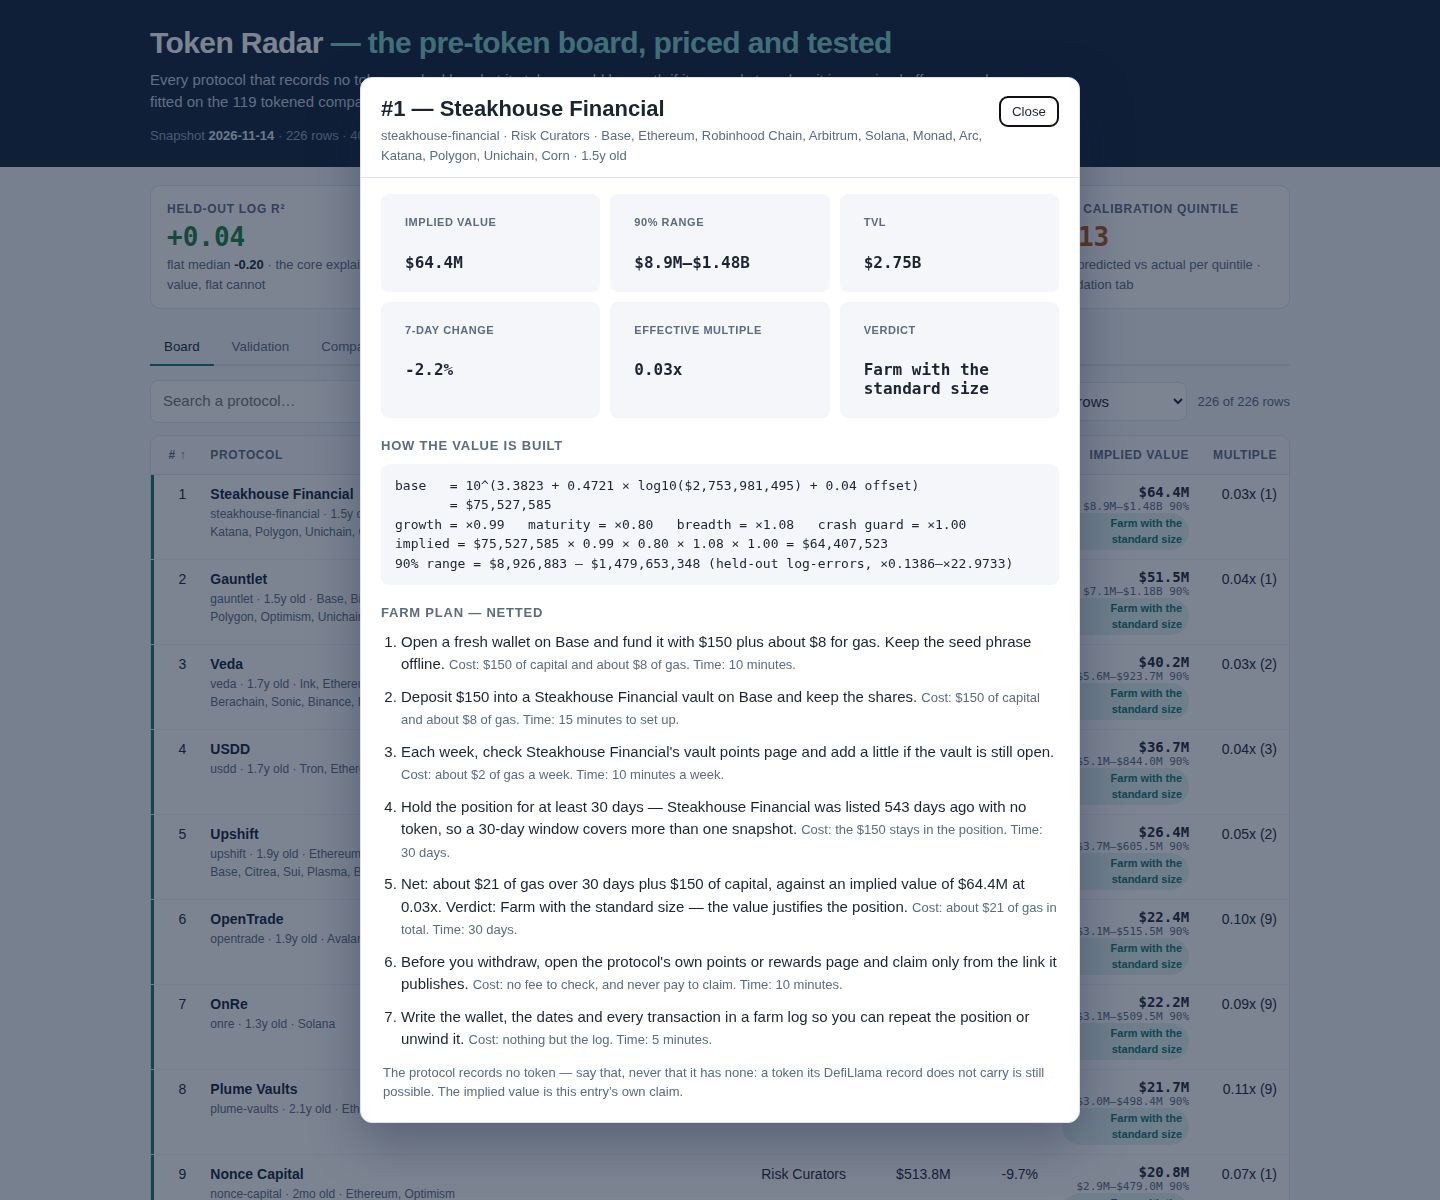 Token Radar — the pre-token board, priced and tested
Every protocol that records no
fitted on the 119 tokened compa
Snapshot 2026-11-14 · 226 rows · 40
HELD-OUT LOG R²
+0.04
flat median -0.20 · the core explai
value, flat cannot
CALIBRATION QUINTILE
13
predicted vs actual per quintile ·
dation tab
Board
Validation
Compa
Search a protocol…
rows
226 of 226 rows
# ↑
PROTOCOL
IMPLIED VALUE
MULTIPLE
1
Steakhouse Financial
steakhouse-financial · 1.5y o
Katana, Polygon, Unichain,
$64.4M
$8.9M–$1.48B 90%
Farm with the
standard size
0.03x (1)
2
Gauntlet
gauntlet · 1.5y old · Base, Bi
Polygon, Optimism, Unichai
$51.5M
$7.1M–$1.18B 90%
Farm with the
standard size
0.04x (1)
3
Veda
veda · 1.7y old · Ink, Ethere
Berachain, Sonic, Binance,
$40.2M
$5.6M–$923.7M 90%
Farm with the
standard size
0.03x (2)
4
USDD
usdd · 1.7y old · Tron, Ether
$36.7M
$5.1M–$844.0M 90%
Farm with the
standard size
0.04x (3)
5
Upshift
upshift · 1.9y old · Ethereum
Base, Citrea, Sui, Plasma, B
$26.4M
$3.7M–$605.5M 90%
Farm with the
standard size
0.05x (2)
6
OpenTrade
opentrade · 1.9y old · Avalan
$22.4M
$3.1M–$515.5M 90%
Farm with the
standard size
0.10x (9)
7
OnRe
onre · 1.3y old · Solana
$22.2M
$3.1M–$509.5M 90%
Farm with the
standard size
0.09x (9)
8
Plume Vaults
plume-vaults · 2.1y old · Eth
$21.7M
$3.0M–$498.4M 90%
Farm with the
standard size
0.11x (9)
9
Nonce Capital
nonce-capital · 2mo old · Ethereum, Optimism
Risk Curators
$513.8M
-9.7%
$20.8M
$2.9M–$479.0M 90%
0.07x (1)
#1 — Steakhouse Financial
Close
steakhouse-financial · Risk Curators · Base, Ethereum, Robinhood Chain, Arbitrum, Solana, Monad, Arc,
Katana, Polygon, Unichain, Corn · 1.5y old
IMPLIED VALUE
$64.4M
90% RANGE
$8.9M–$1.48B
TVL
$2.75B
7-DAY CHANGE
-2.2%
EFFECTIVE MULTIPLE
0.03x
VERDICT
Farm with the
standard size
HOW THE VALUE IS BUILT
base = 10^(3.3823 + 0.4721 × log10($2,753,981,495) + 0.04 offset)
= $75,527,585
growth = ×0.99 maturity = ×0.80 breadth = ×1.08 crash guard = ×1.00
implied = $75,527,585 × 0.99 × 0.80 × 1.08 × 1.00 = $64,407,523
90% range = $8,926,883 – $1,479,653,348 (held-out log-errors, ×0.1386–×22.9733)
FARM PLAN — NETTED
1. Open a fresh wallet on Base and fund it with $150 plus about $8 for gas. Keep the seed phrase
offline. Cost: $150 of capital and about $8 of gas. Time: 10 minutes.
2. Deposit $150 into a Steakhouse Financial vault on Base and keep the shares. Cost: $150 of capital
and about $8 of gas. Time: 15 minutes to set up.
3. Each week, check Steakhouse Financial's vault points page and add a little if the vault is still open.
Cost: about $2 of gas a week. Time: 10 minutes a week.
4. Hold the position for at least 30 days — Steakhouse Financial was listed 543 days ago with no
token, so a 30-day window covers more than one snapshot. Cost: the $150 stays in the position. Time:
30 days.
5. Net: about $21 of gas over 30 days plus $150 of capital, against an implied value of $64.4M at
0.03x. Verdict: Farm with the standard size — the value justifies the position. Cost: about $21 of gas in
total. Time: 30 days.
6. Before you withdraw, open the protocol's own points or rewards page and claim only from the link it
publishes. Cost: no fee to check, and never pay to claim. Time: 10 minutes.
7. Write the wallet, the dates and every transaction in a farm log so you can repeat the position or
unwind it. Cost: nothing but the log. Time: 5 minutes.
The protocol records no token — say that, never that it has none: a token its DefiLlama record does not carry is still
possible. The implied value is this entry's own claim.